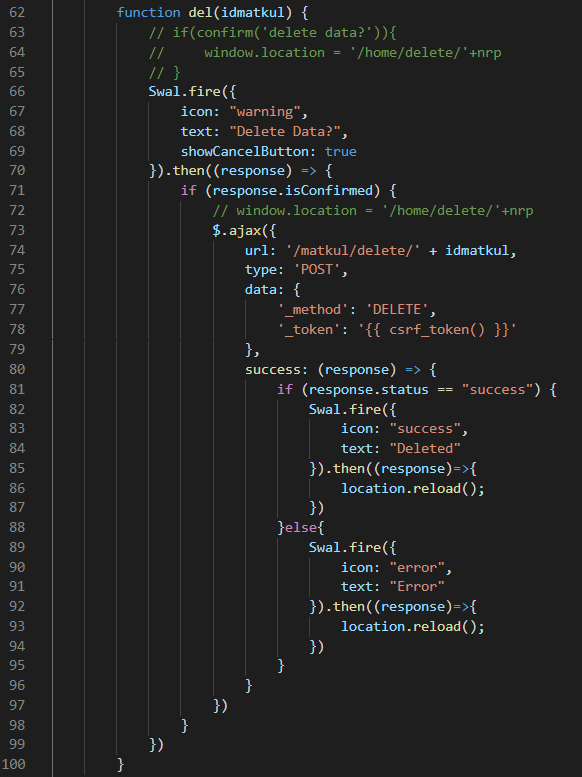 62 function del(idmatkul) {
63 // if(confirm('delete data?')){
64 //     window.location = '/home/delete/'+nrp
65 // }
66 Swal.fire({
67 icon: "warning",
68 text: "Delete Data?",
69 showCancelButton: true
70 }).then((response) => {
71 if (response.isConfirmed) {
72 // window.location = '/home/delete/'+nrp
73 $.ajax({
74 url: '/matkul/delete/' + idmatkul,
75 type: 'POST',
76 data: {
77 '_method': 'DELETE',
78 '_token': '{{ csrf_token() }}'
79 },
80 success: (response) => {
81 if (response.status == "success") {
82 Swal.fire({
83 icon: "success",
84 text: "Deleted"
85 }).then((response)=>{
86 location.reload();
87 })
88 }else{
89 Swal.fire({
90 icon: "error",
91 text: "Error"
92 }).then((response)=>{
93 location.reload();
94 })
95 }
96 }
97 })
98 }
99 })
100 }